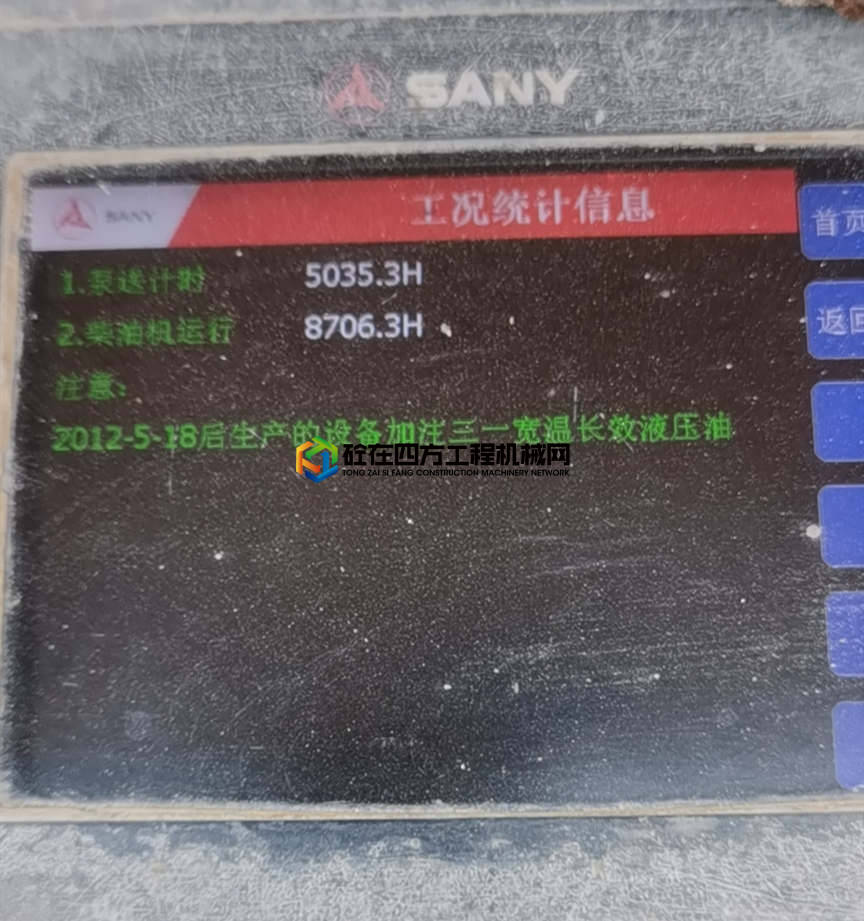 SANY
SANY
工况统计信息
首页
1.泵送计时 5035.3H
返回
2.柴油机运行 8706.3H
注意:
2012-5-18后生产的设备加注三一宽温长效液压油
砼在四方工程机械网
TONG ZAI SI FANG CONSTRUCTION MACHINERY NETWORK